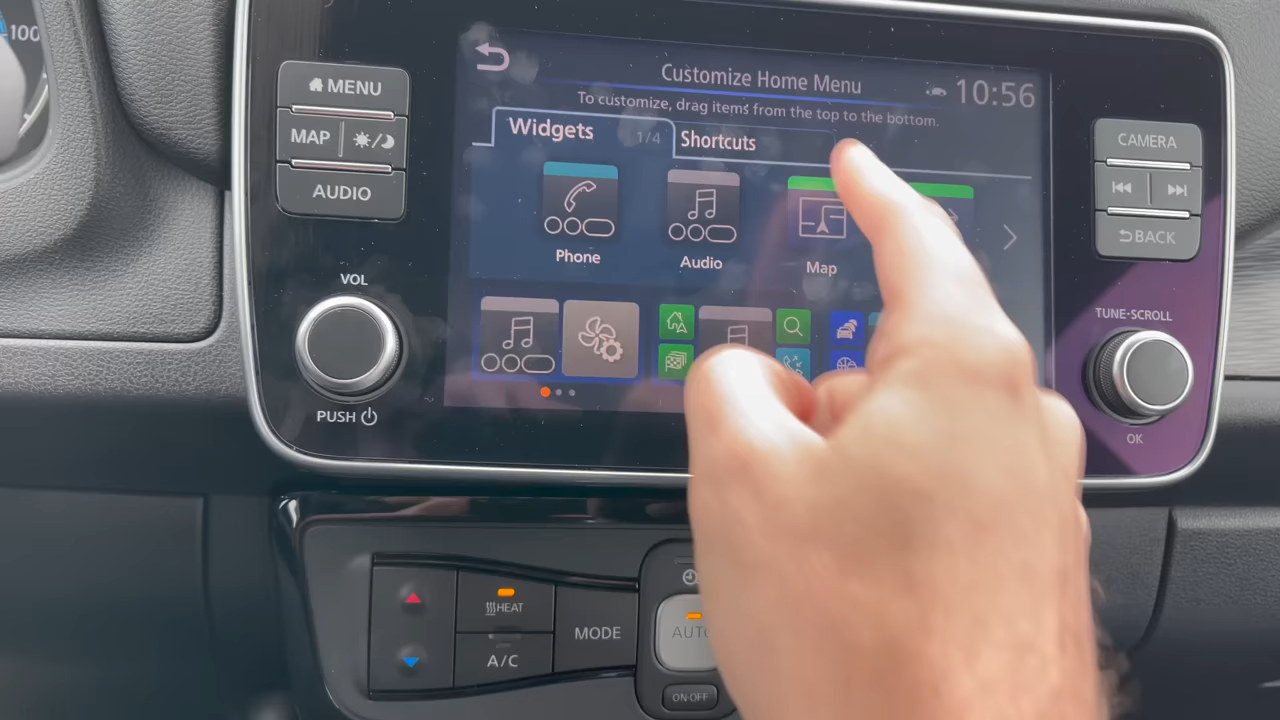 100
MENU
MAP
AUDIO
VOL
PUSH
Customize Home Menu
10:56
To customize, drag items from the top to the bottom.
Widgets 1/4
Shortcuts
Phone
Audio
Map
CAMERA
BACK
TUNE·SCROLL
OK
HEAT
A/C
MODE
AUTO
ON·OFF